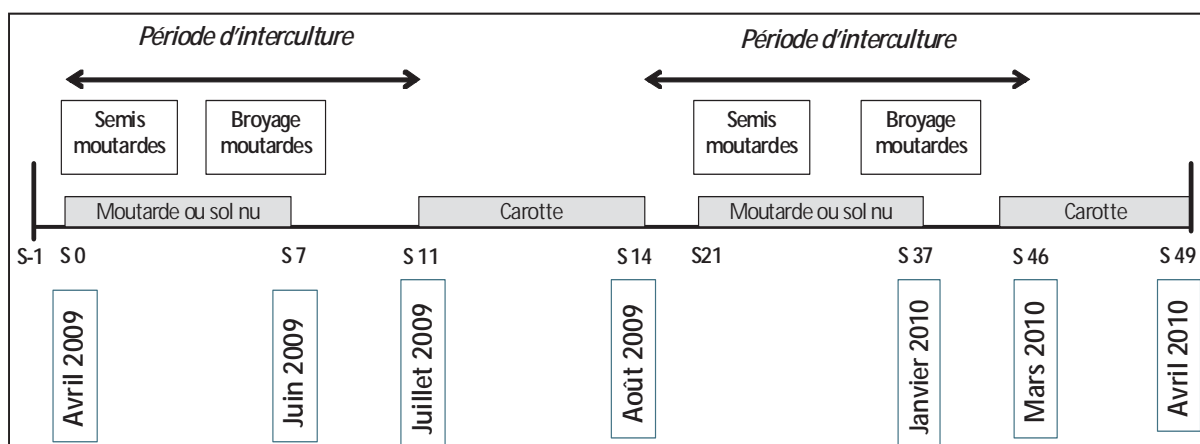 Période d'interculture
Période d'interculture
Semis
moutardes
Broyage
moutardes
Semis
moutardes
Broyage
moutardes
Moutarde ou sol nu
Carotte
Moutarde ou sol nu
Carotte
S-1
S 0
S 7
S 11
S 14
S21
S 37
S 46
S 49
Avril 2009
Juin 2009
Juillet 2009
Août 2009
Janvier 2010
Mars 2010
Avril 2010